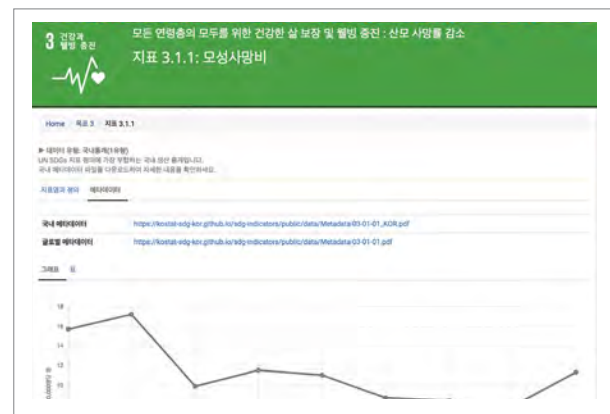 3 건강과
웰빙 증진
모든 연령층의 모두를 위한 건강한 삶 보장 및 웰빙 증진 : 산모 사망률 감소
지표 3.1.1: 모성사망비
Home 목표 3 지표 3.1.1
▶ 데이터 유형: 국내통계(1유형)
UN SDGs 지표 정의에 가장 부합하는 국내 생산 통계입니다.
국내 메타데이터 파일을 다운로드하여 자세한 내용을 확인하세요.
지표명과 정의 메타데이터
국내 메타데이터 https://kostat-sdg-kor.github.io/sdg-indicators/public/data/Metadata-03-01-01_KOR.pdf
글로벌 메타데이터 https://kostat-sdg-kor.github.io/sdg-indicators/public/data/Metadata-03-01-01.pdf
그래프 표
18
16
14
12
10